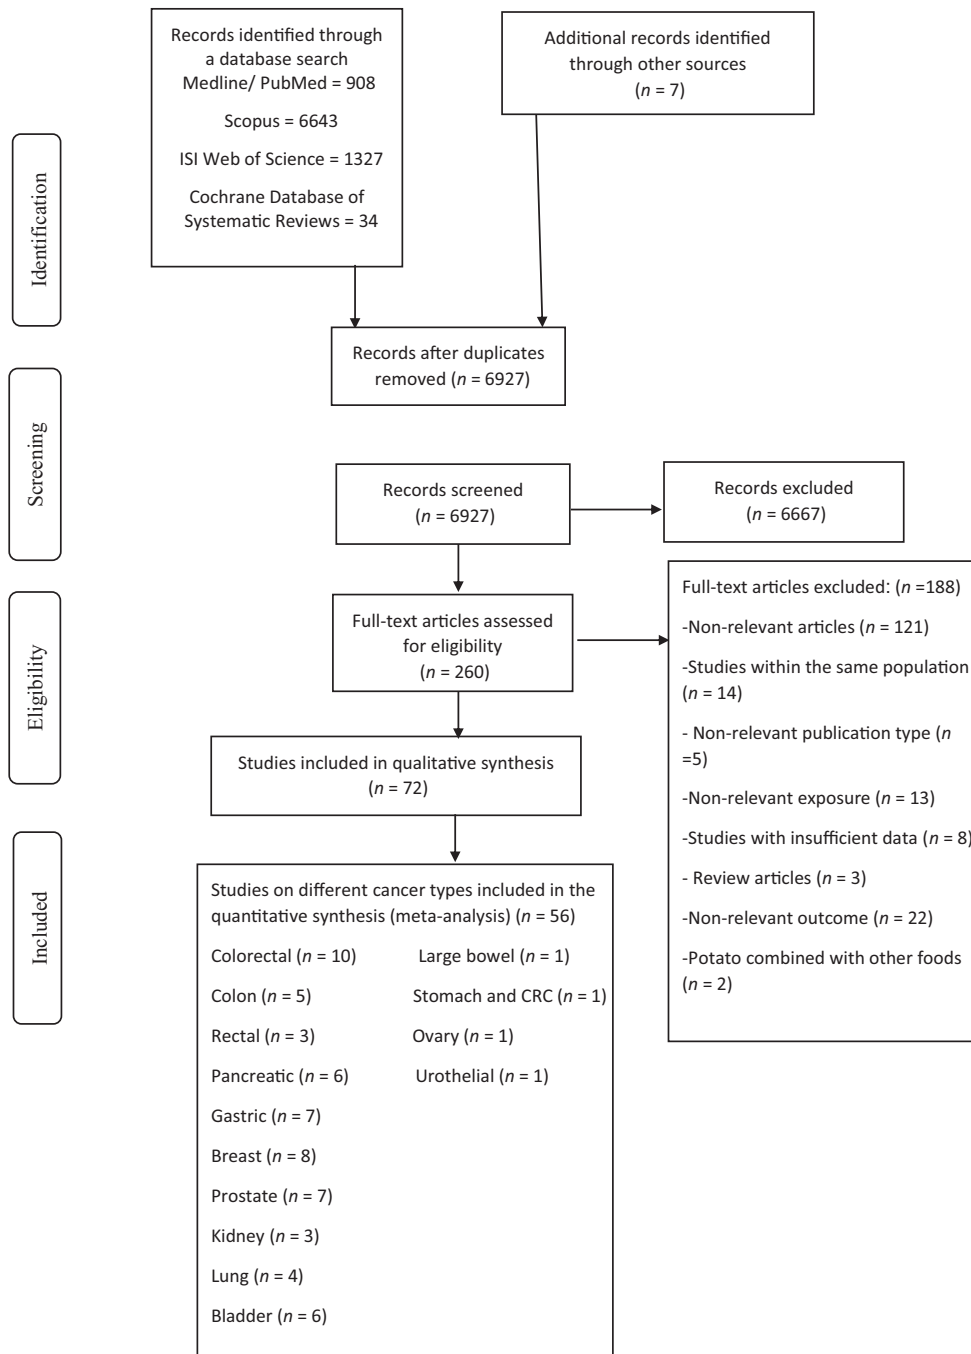 Records identified through
a database search
Medline/ PubMed = 908
Scopus = 6643
ISI Web of Science = 1327
Cochrane Database of
Systematic Reviews = 34
Additional records identified
through other sources
(n = 7)
Identification
Records after duplicates
removed (n = 6927)
Screening
Records screened
(n = 6927)
Records excluded
(n = 6667)
Eligibility
Full-text articles assessed
for eligibility
(n = 260)
Full-text articles excluded: (n =188)
-Non-relevant articles (n = 121)
-Studies within the same population
(n = 14)
- Non-relevant publication type (n
=5)
-Non-relevant exposure (n = 13)
-Studies with insufficient data (n = 8)
- Review articles (n = 3)
-Non-relevant outcome (n = 22)
-Potato combined with other foods
(n = 2)
Studies included in qualitative synthesis
(n = 72)
Included
Studies on different cancer types included in the
quantitative synthesis (meta-analysis) (n = 56)
Colorectal (n = 10)
Colon (n = 5)
Rectal (n = 3)
Pancreatic (n = 6)
Gastric (n = 7)
Breast (n = 8)
Prostate (n = 7)
Kidney (n = 3)
Lung (n = 4)
Bladder (n = 6)
Large bowel (n = 1)
Stomach and CRC (n = 1)
Ovary (n = 1)
Urothelial (n = 1)